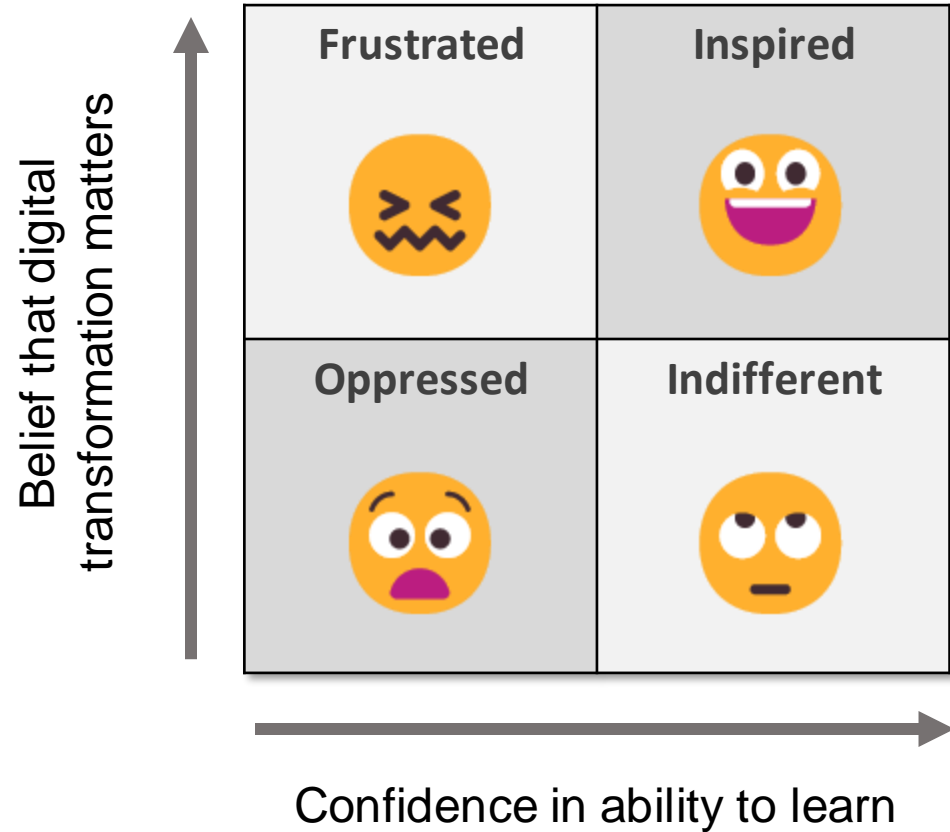 Frustrated
Inspired
Belief that digital
transformation matters
Oppressed
Indifferent
Confidence in ability to learn